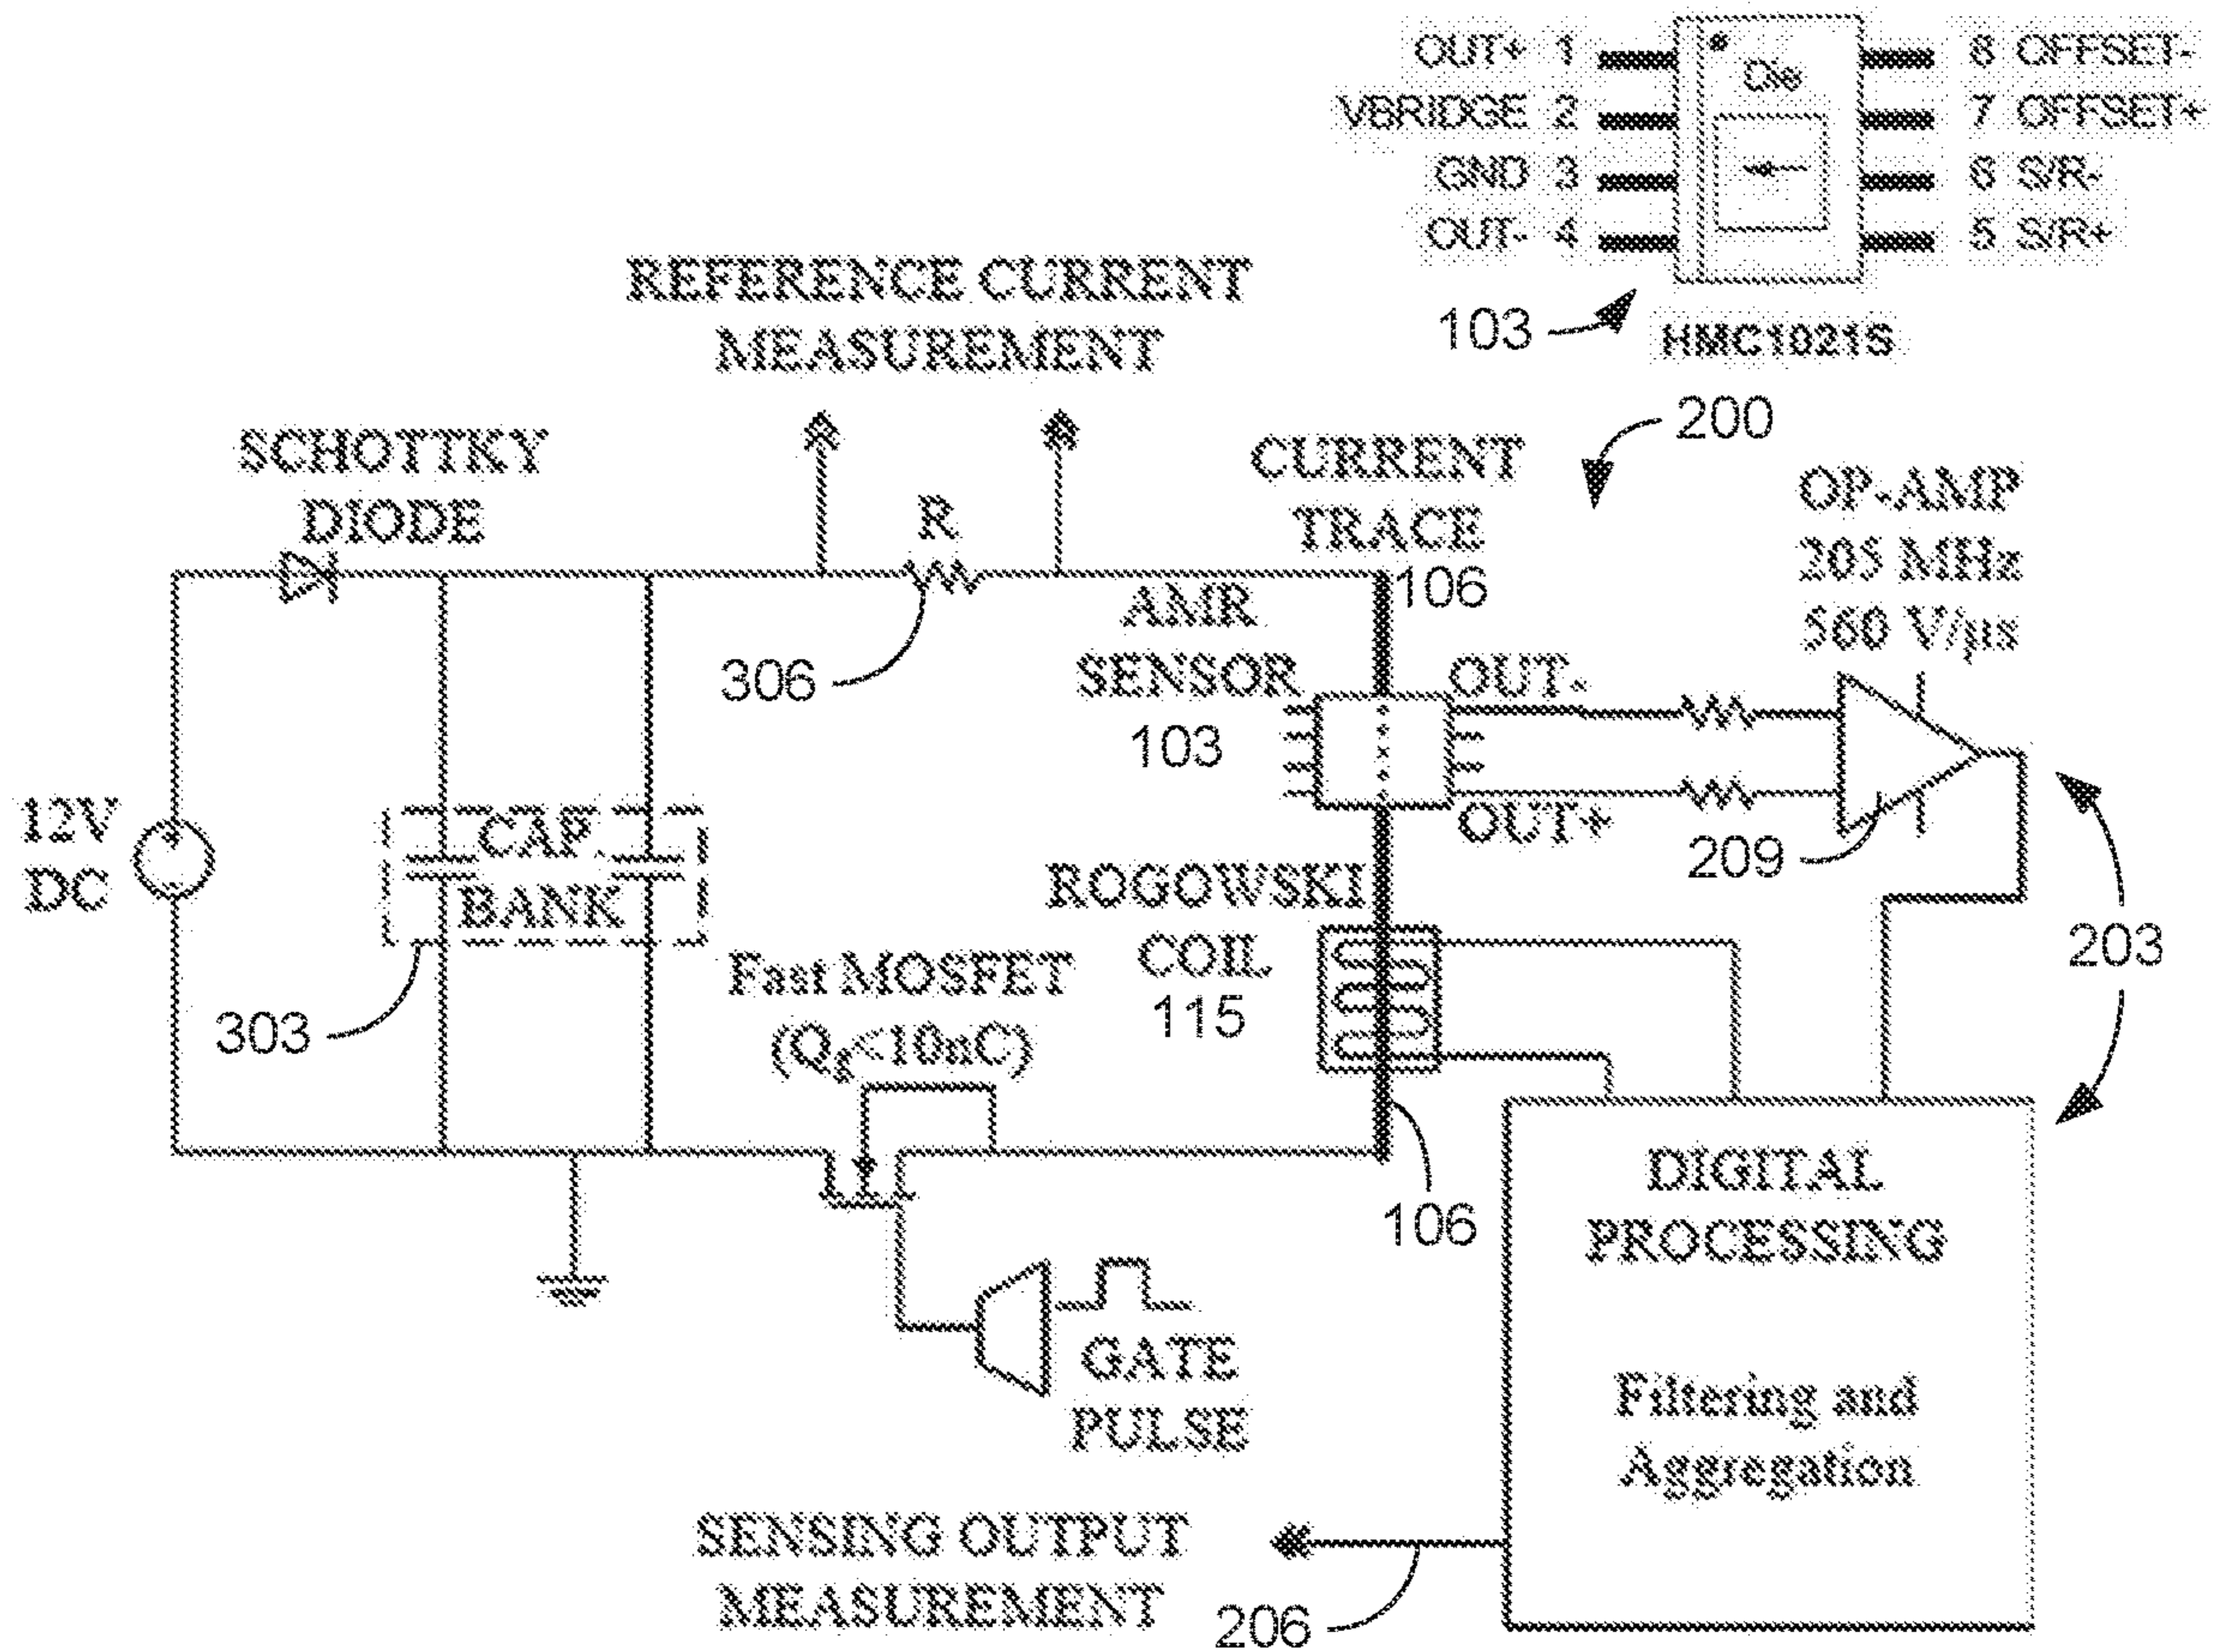 OUT+ 1
VBRIDGE 2
GND 3
OUT- 4
Die
8 OFFSET-
7 OFFSET+
6 S/R-
5 S/R+
103
HMC1021S
200
REFERENCE CURRENT
MEASUREMENT
SCHOTTKY
DIODE
R
306
CURRENT
TRACE
106
AMR
SENSOR
103
OUT-
OUT+
OP-AMP
205 MHz
560 V/µs
209
203
12V
DC
CAP
BANK
303
Fast MOSFET
(Qg<10nC)
ROGOWSKI
COIL
115
106
GATE
PULSE
DIGITAL
PROCESSING
Filtering and
Aggregation
SENSING OUTPUT
MEASUREMENT
206